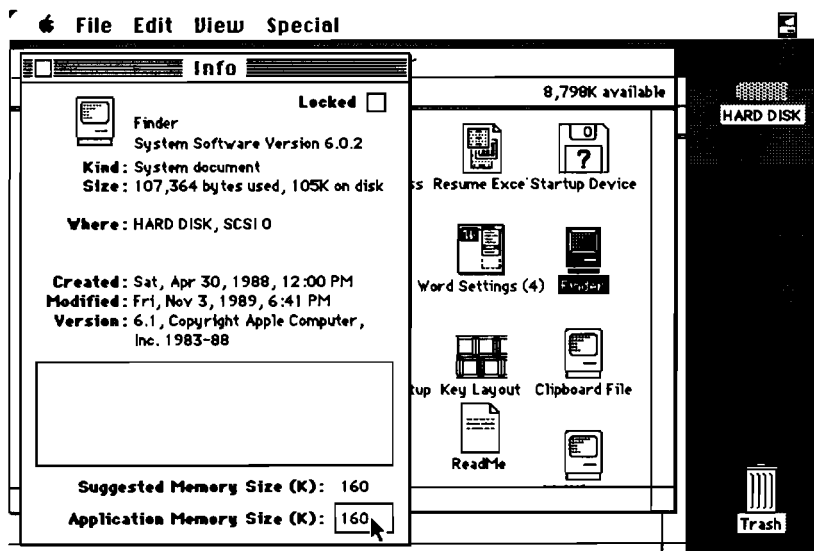 File Edit View Special
Info
Locked
Finder
System Software Version 6.0.2
Kind: System document
Size: 107,364 bytes used, 105K on disk
Where: HARD DISK, SCSI 0
Created: Sat, Apr 30, 1988, 12:00 PM
Modified: Fri, Nov 3, 1989, 6:41 PM
Version: 6.1, Copyright Apple Computer,
Inc. 1983-88
Suggested Memory Size (K): 160
Application Memory Size (K): 160
8,798K available
ss Resume Exce Startup Device
0
?
Word Settings (4) Finder
tup Key Layout Clipboard File
ReadMe
HARD DISK
Trash